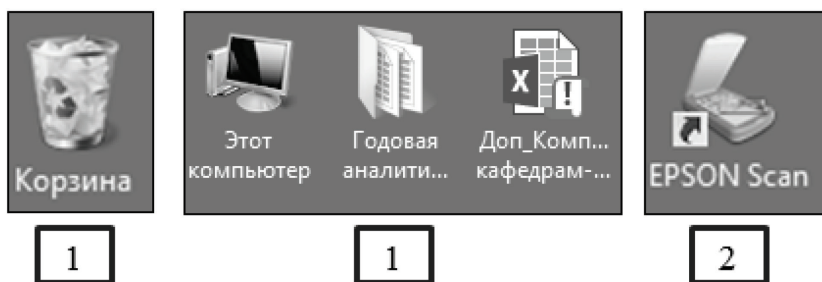 Корзина
Этот
компьютер
Годовая
аналити...
X
Доп_Комп...
кафедрам-...
EPSON Scan
1
1
2